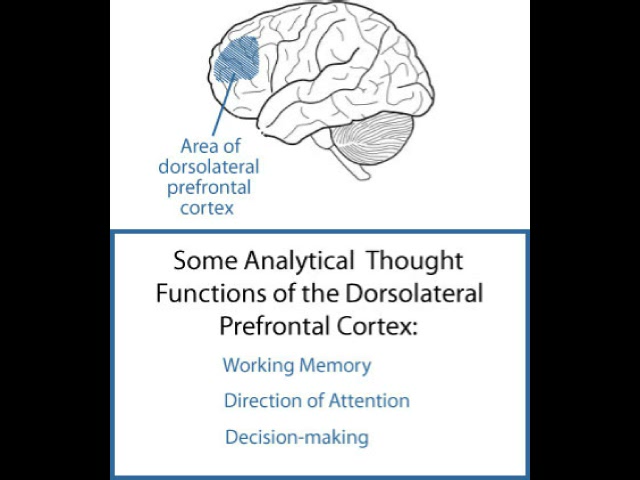 Area of
dorsolateral
prefrontal
cortex
Some Analytical Thought
Functions of the Dorsolateral
Prefrontal Cortex:
Working Memory
Direction of Attention
Decision-making